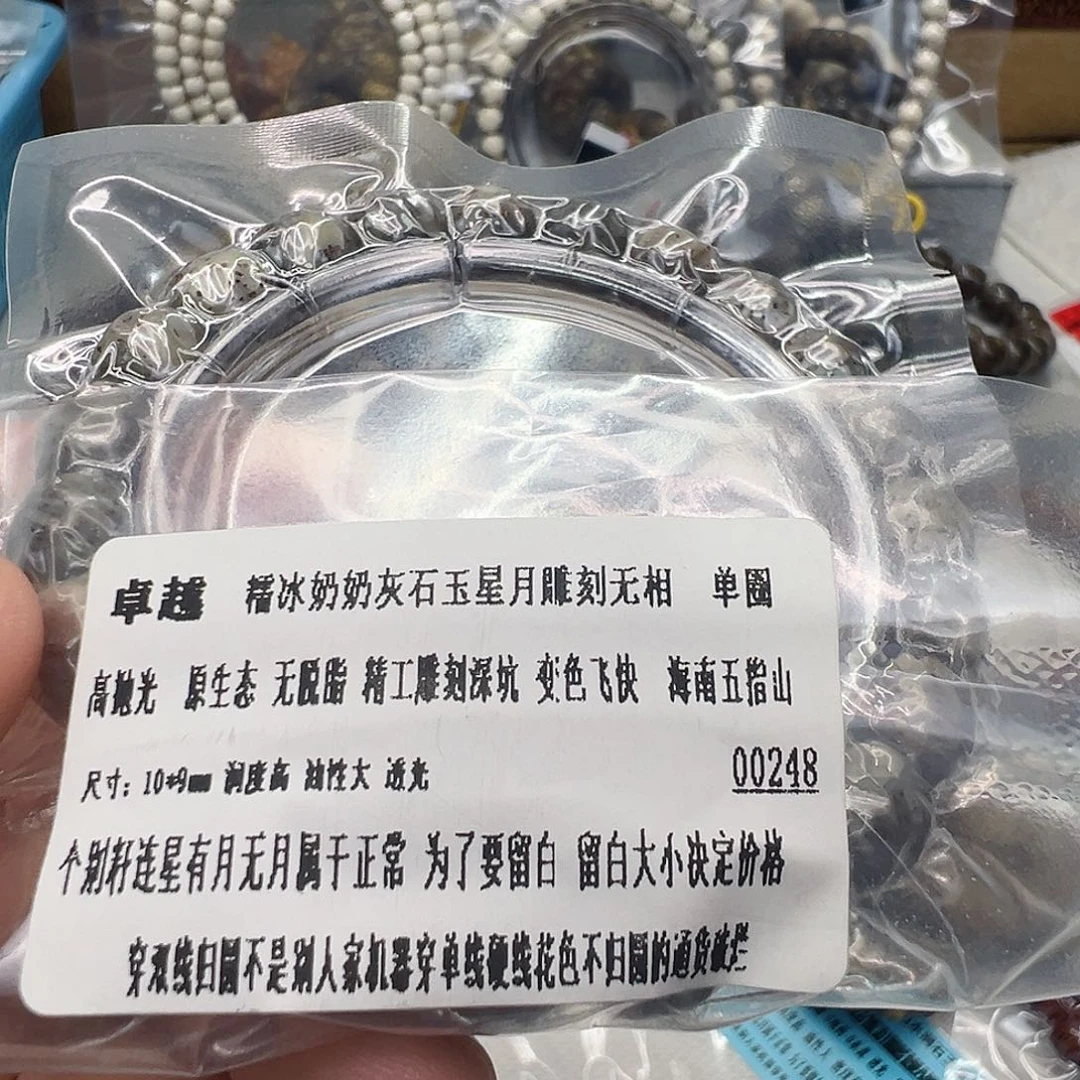 卓越 糯冰奶奶灰石玉星月雕刻无相 单圈
高抛光 原生态 无脱脂 精工雕刻深坑 变色飞快 海南五指山
尺寸：10*9mm 润度高 油性大 透光
00248
个别籽连星有月无月属于正常 为了要留白 留白大小决定价格
穿双线归圆不是别人家机器穿单线硬线花色不归圆的通货破烂